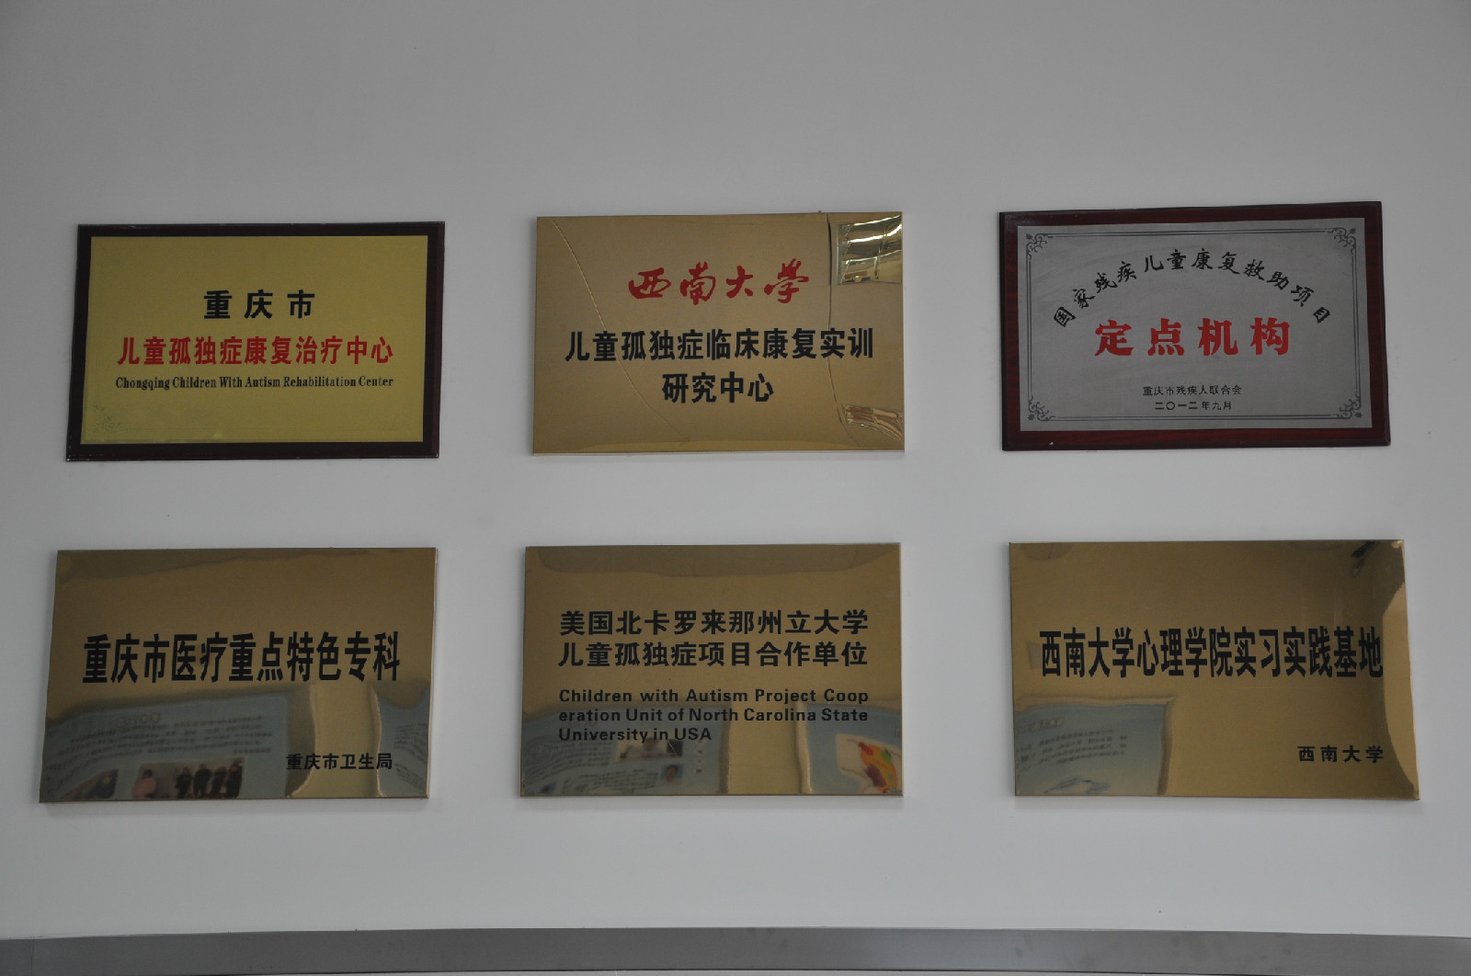 重庆市
儿童孤独症康复治疗中心
Chongqing Children With Autism Rehabilitation Center
西南大学
儿童孤独症临床康复实训
研究中心
国家残疾儿童康复救助项目
定点机构
重庆市残疾人联合会
二〇一二年九月
重庆市医疗重点特色专科
重庆市卫生局
美国北卡罗来那州立大学
儿童孤独症项目合作单位
Children with Autism Project Coop
eration Unit of North Carolina State
University in USA
西南大学心理学院实习实践基地
西南大学